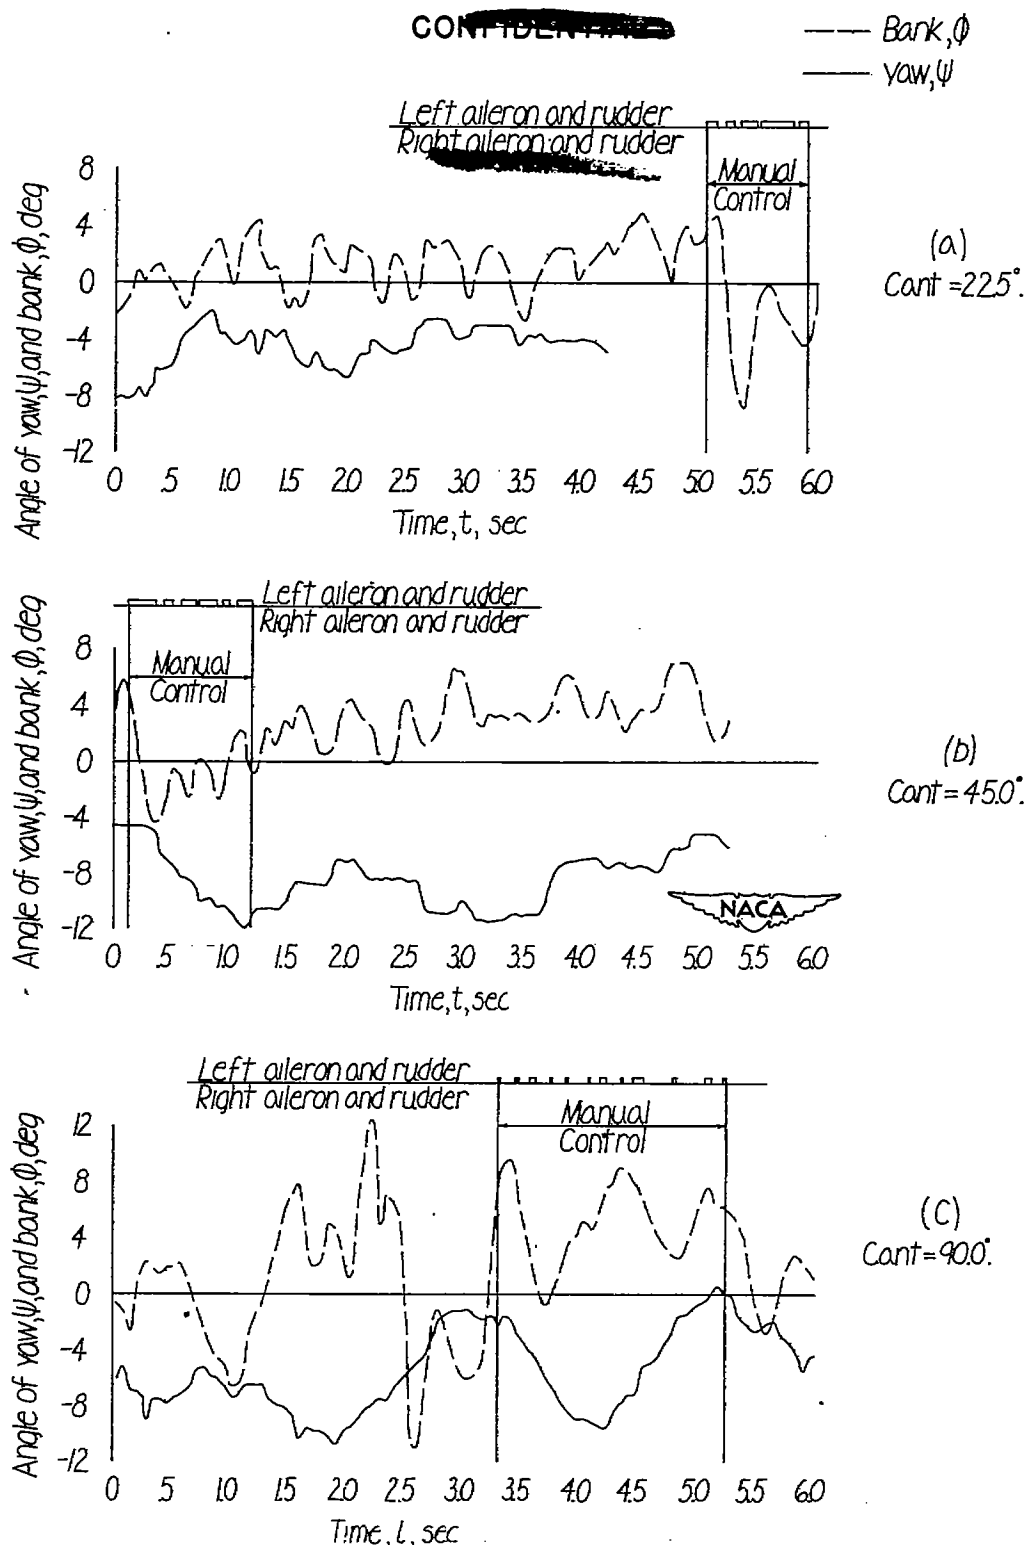 CONFIDENTIAL
Bank, φ
Yaw, ψ
Left aileron and rudder
Right aileron and rudder
Manual
Control
Angle of yaw, ψ, and bank, φ, deg
8
4
0
-4
-8
-12
0 .5 1.0 1.5 2.0 2.5 3.0 3.5 4.0 4.5 5.0 5.5 6.0
Time, t, sec
(a)
Cant = 22.5°.
Left aileron and rudder
Right aileron and rudder
Manual
Control
Angle of yaw, ψ, and bank, φ, deg
8
4
0
-4
-8
-12
0 .5 1.0 1.5 2.0 2.5 3.0 3.5 4.0 4.5 5.0 5.5 6.0
Time, t, sec
(b)
Cant = 45.0°.
NACA
Left aileron and rudder
Right aileron and rudder
Manual
Control
Angle of yaw, ψ, and bank, φ, deg
12
8
4
0
-4
-8
-12
0 .5 1.0 1.5 2.0 2.5 3.0 3.5 4.0 4.5 5.0 5.5 6.0
Time, t, sec
(c)
Cant = 90.0°.